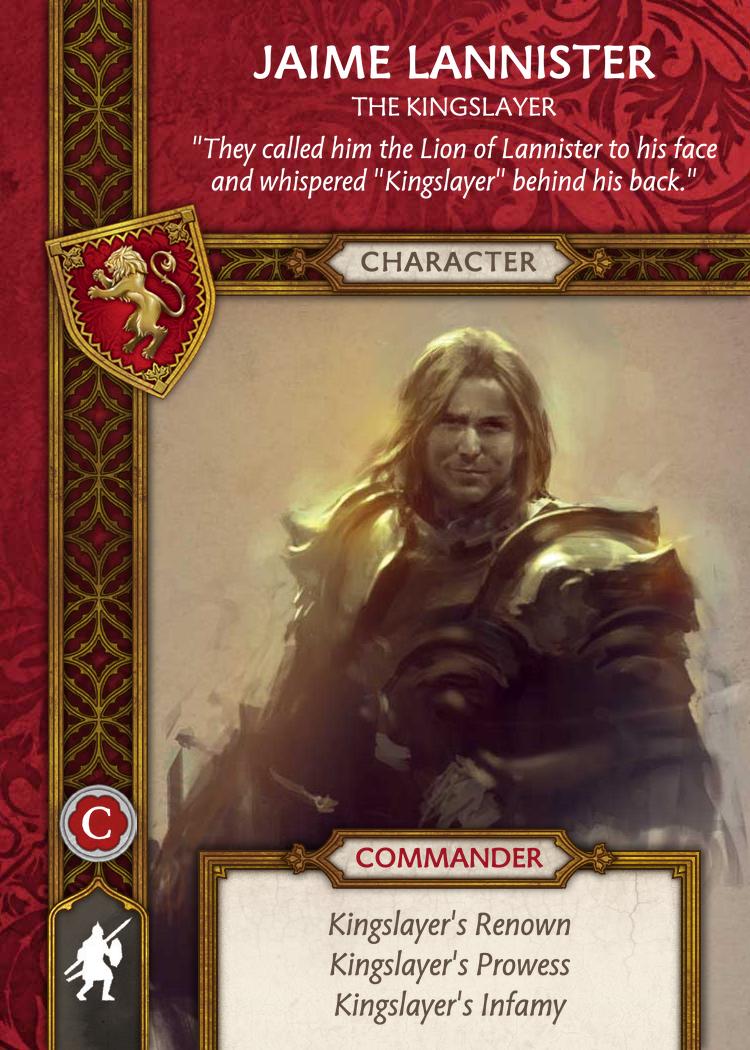 JAIME LANNISTER
THE KINGSLAYER
"They called him the Lion of Lannister to his face
and whispered "Kingslayer" behind his back."
CHARACTER
C
COMMANDER
Kingslayer's Renown
Kingslayer's Prowess
Kingslayer's Infamy